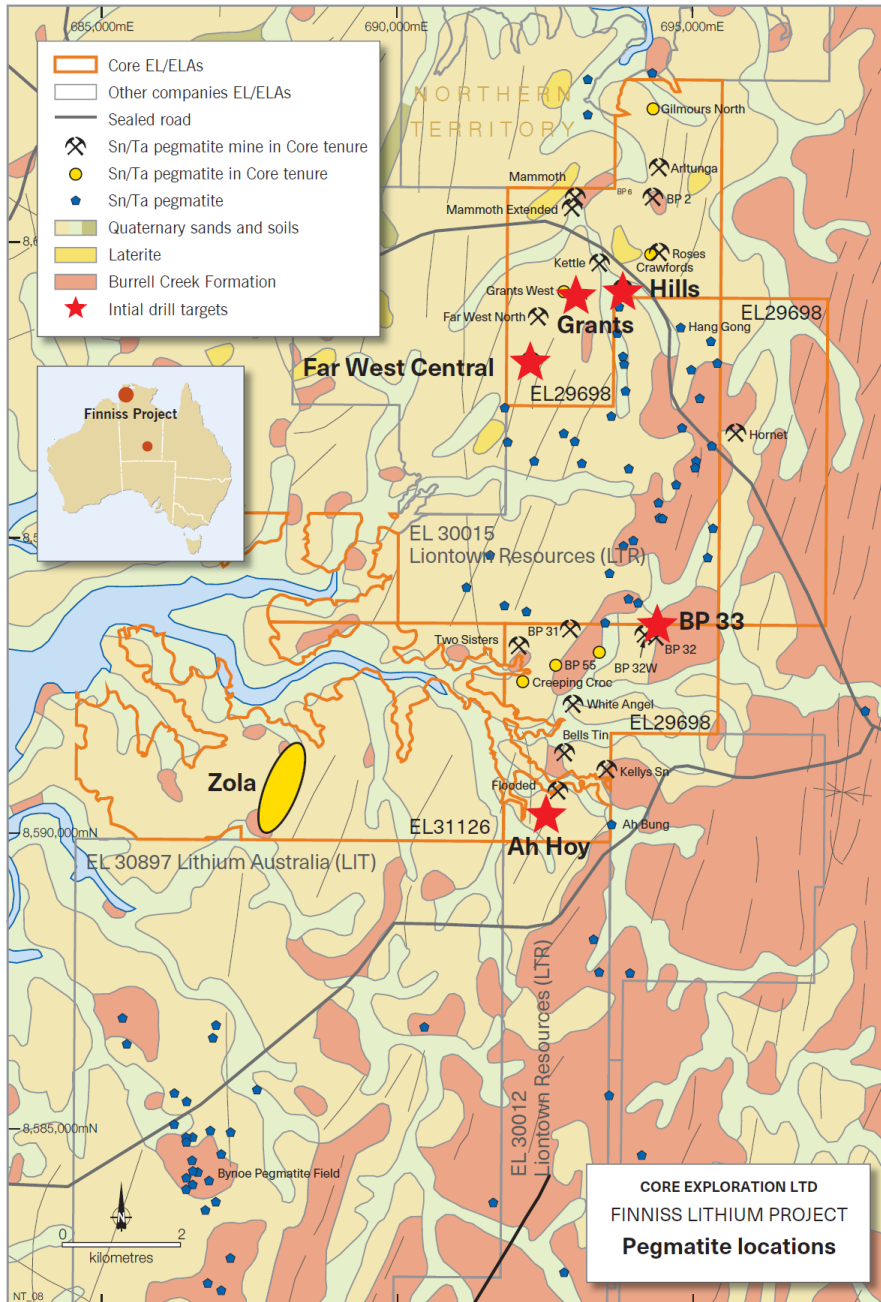 685,000mE
690,000mE
695,000mE
Core EL/ELAs
Other companies EL/ELAs
Sealed road
Sn/Ta pegmatite mine in Core tenure
Sn/Ta pegmatite in Core tenure
Sn/Ta pegmatite
Quaternary sands and soils
Laterite
Burrell Creek Formation
Intial drill targets
NORTHERN
TERRITORY
Gilmours North
Arltunga
Mammoth
BP 6
BP 2
Mammoth Extended
8,6
Roses
Kettle
Crawfords
Grants West
Hills
Grants
EL29698
Far West North
Hang Gong
Far West Central
EL29698
Finniss Project
Hornet
8,5
EL 30015
Liontown Resources (LTR)
BP 33
BP 31
Two Sisters
BP 32
BP 32W
BP 55
Creeping Croc
White Angel
EL29698
Bells Tin
Zola
Kellys Sn
Flooded
EL31126
Ah Bung
8,590,000mN
Ah Hoy
EL 30897 Lithium Australia (LIT)
EL 30012
Liontown Resources (LTR)
8,585,000mN
Bynoe Pegmatite Field
N
0 2
kilometres
CORE EXPLORATION LTD
FINNISS LITHIUM PROJECT
Pegmatite locations
NT_08